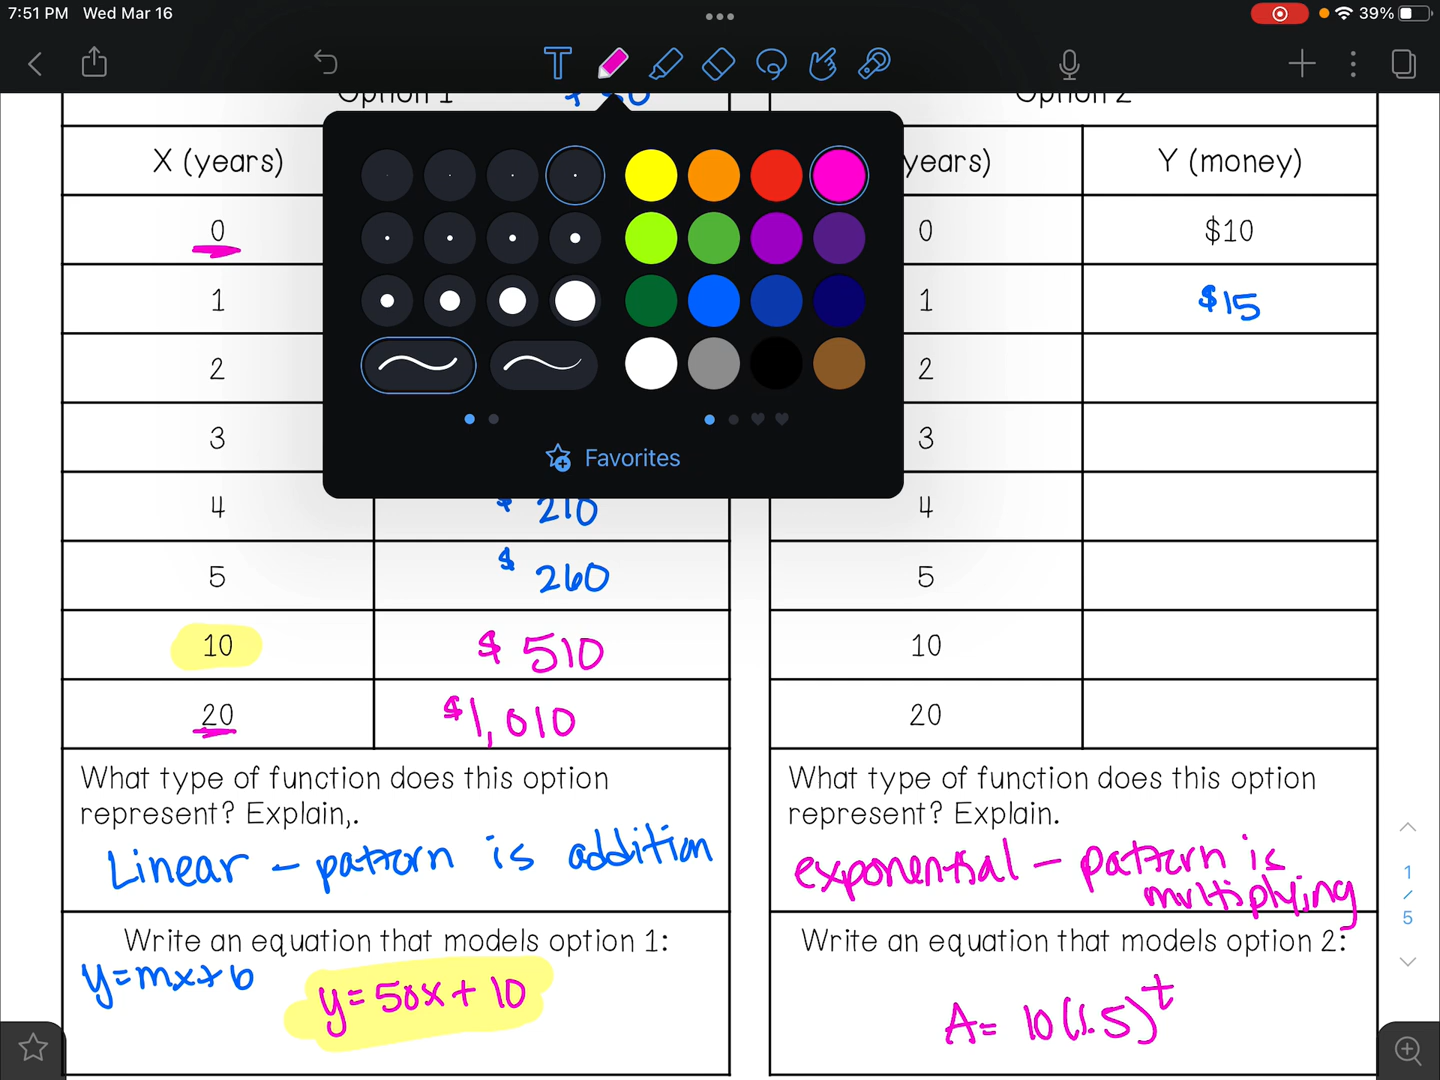 7:51 PM Wed Mar 16
39%
Option 1
Option 2
X (years)
years)
Y (money)
0
0
$10
1
1
$15
2
2
3
3
4
$ 210
4
5
$ 260
5
10
$ 510
10
20
$1,010
20
Favorites
What type of function does this option
represent? Explain,.
Linear - pattern is addition
What type of function does this option
represent? Explain.
exponential - pattern is
multiplying
Write an equation that models option 1:
y=mx+b
y=50x+ 10
Write an equation that models option 2:
A= 10(1.5)^t
1
/
5